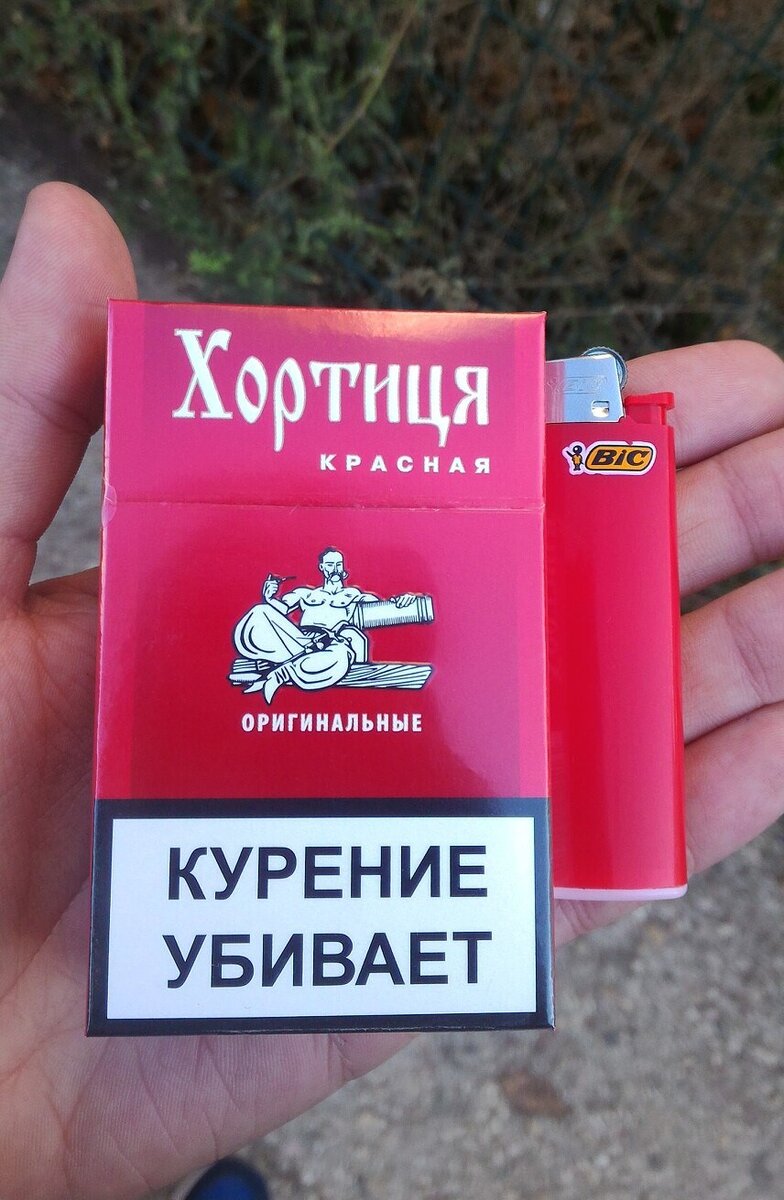 Хортиця
КРАСНАЯ
BiC
ОРИГИНАЛЬНЫЕ
КУРЕНИЕ
УБИВАЕТ